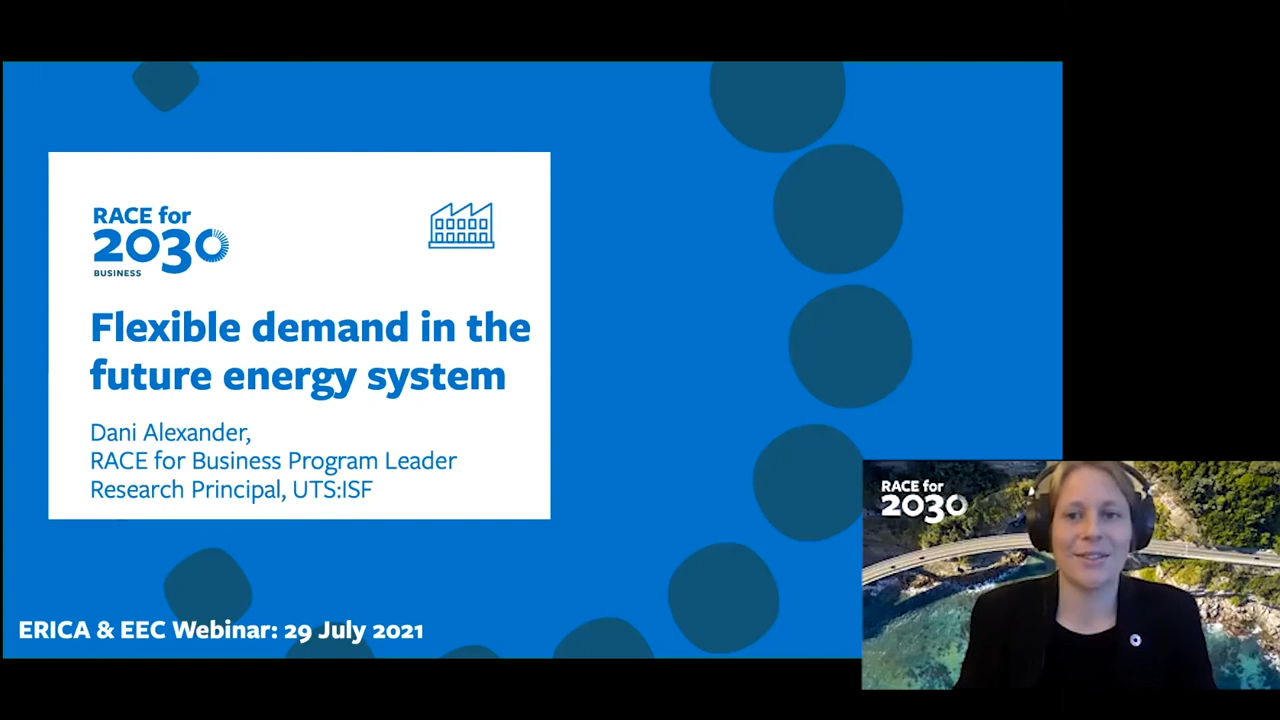 RACE for
2030
BUSINESS
Flexible demand in the
future energy system
Dani Alexander,
RACE for Business Program Leader
Research Principal, UTS:ISF
ERICA & EEC Webinar: 29 July 2021
RACE for
2030